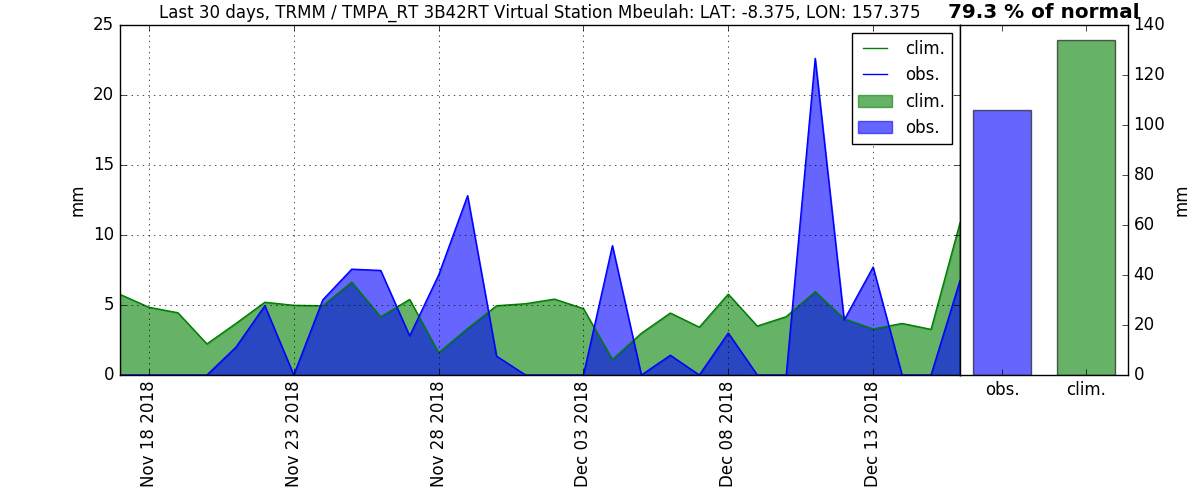 Last 30 days, TRMM / TMPA_RT 3B42RT Virtual Station Mbeulah: LAT: -8.375, LON: 157.375
79.3 % of normal
25
20
15
10
5
0
mm
Nov 18 2018
Nov 23 2018
Nov 28 2018
Dec 03 2018
Dec 08 2018
Dec 13 2018
clim.
obs.
clim.
obs.
140
120
100
80
60
40
20
0
mm
obs.
clim.